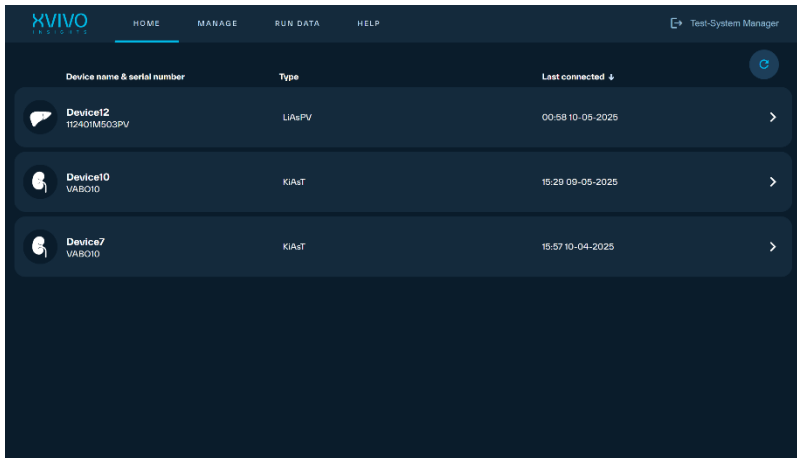 XVIVO
INSIGHTS
HOME MANAGE RUN DATA HELP
Test-System Manager
Device name & serial number Type Last connected ↓
Device12
112401M503PV
LiAsPV
00:58 10-05-2025
Device10
VABO10
KiAsT
15:29 09-05-2025
Device7
VABO10
KiAsT
15:57 10-04-2025